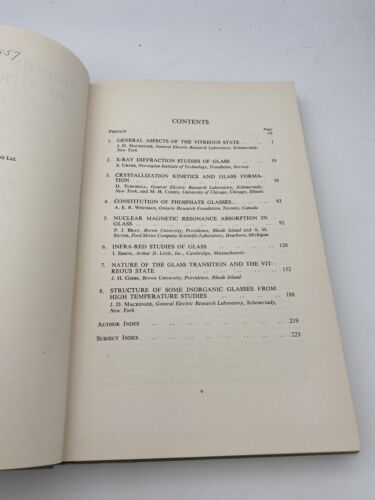 857
td Ltd.
CONTENTS
Page
PREFACE .. vii
1. GENERAL ASPECTS OF THE VITREOUS STATE .. .. 1
J. D. MACKENZIE, General Electric Research Laboratory, Schenectady,
New York
2. X-RAY DIFFRACTION STUDIES OF GLASS .. .. 10
S. URNES, Norwegian Institute of Technology, Trondheim, Norway
3. CRYSTALLIZATION KINETICS AND GLASS FORMA-
TION .. .. .. .. .. 38
D. TURNBULL, General Electric Research Laboratory, Schenectady,
New York, and M. H. COHEN, University of Chicago, Chicago, Illinois
4. CONSTITUTION OF PHOSPHATE GLASSES .. .. 63
A. E. R. WESTMAN, Ontario Research Foundation, Toronto, Canada
5. NUCLEAR MAGNETIC RESONANCE ABSORPTION IN
GLASS .. .. .. .. .. 92
P. J. BRAY, Brown University, Providence, Rhode Island and A. H.
SILVER, Ford Motor Company Scientific Laboratory, Dearborn, Michigan
6. INFRA-RED STUDIES OF GLASS .. .. .. 120
I. SIMON, Arthur D. Little, Inc., Cambridge, Massachusetts
7. NATURE OF THE GLASS TRANSITION AND THE VIT-
REOUS STATE .. .. .. .. 152
J. H. GIBBS, Brown University, Providence, Rhode Island
8. STRUCTURE OF SOME INORGANIC GLASSES FROM
HIGH TEMPERATURE STUDIES .. .. .. 188
J. D. MACKENZIE, General Electric Research Laboratory, Schenectady,
New York
AUTHOR INDEX .. .. .. .. .. 219
SUBJECT INDEX .. .. .. .. .. 223
v